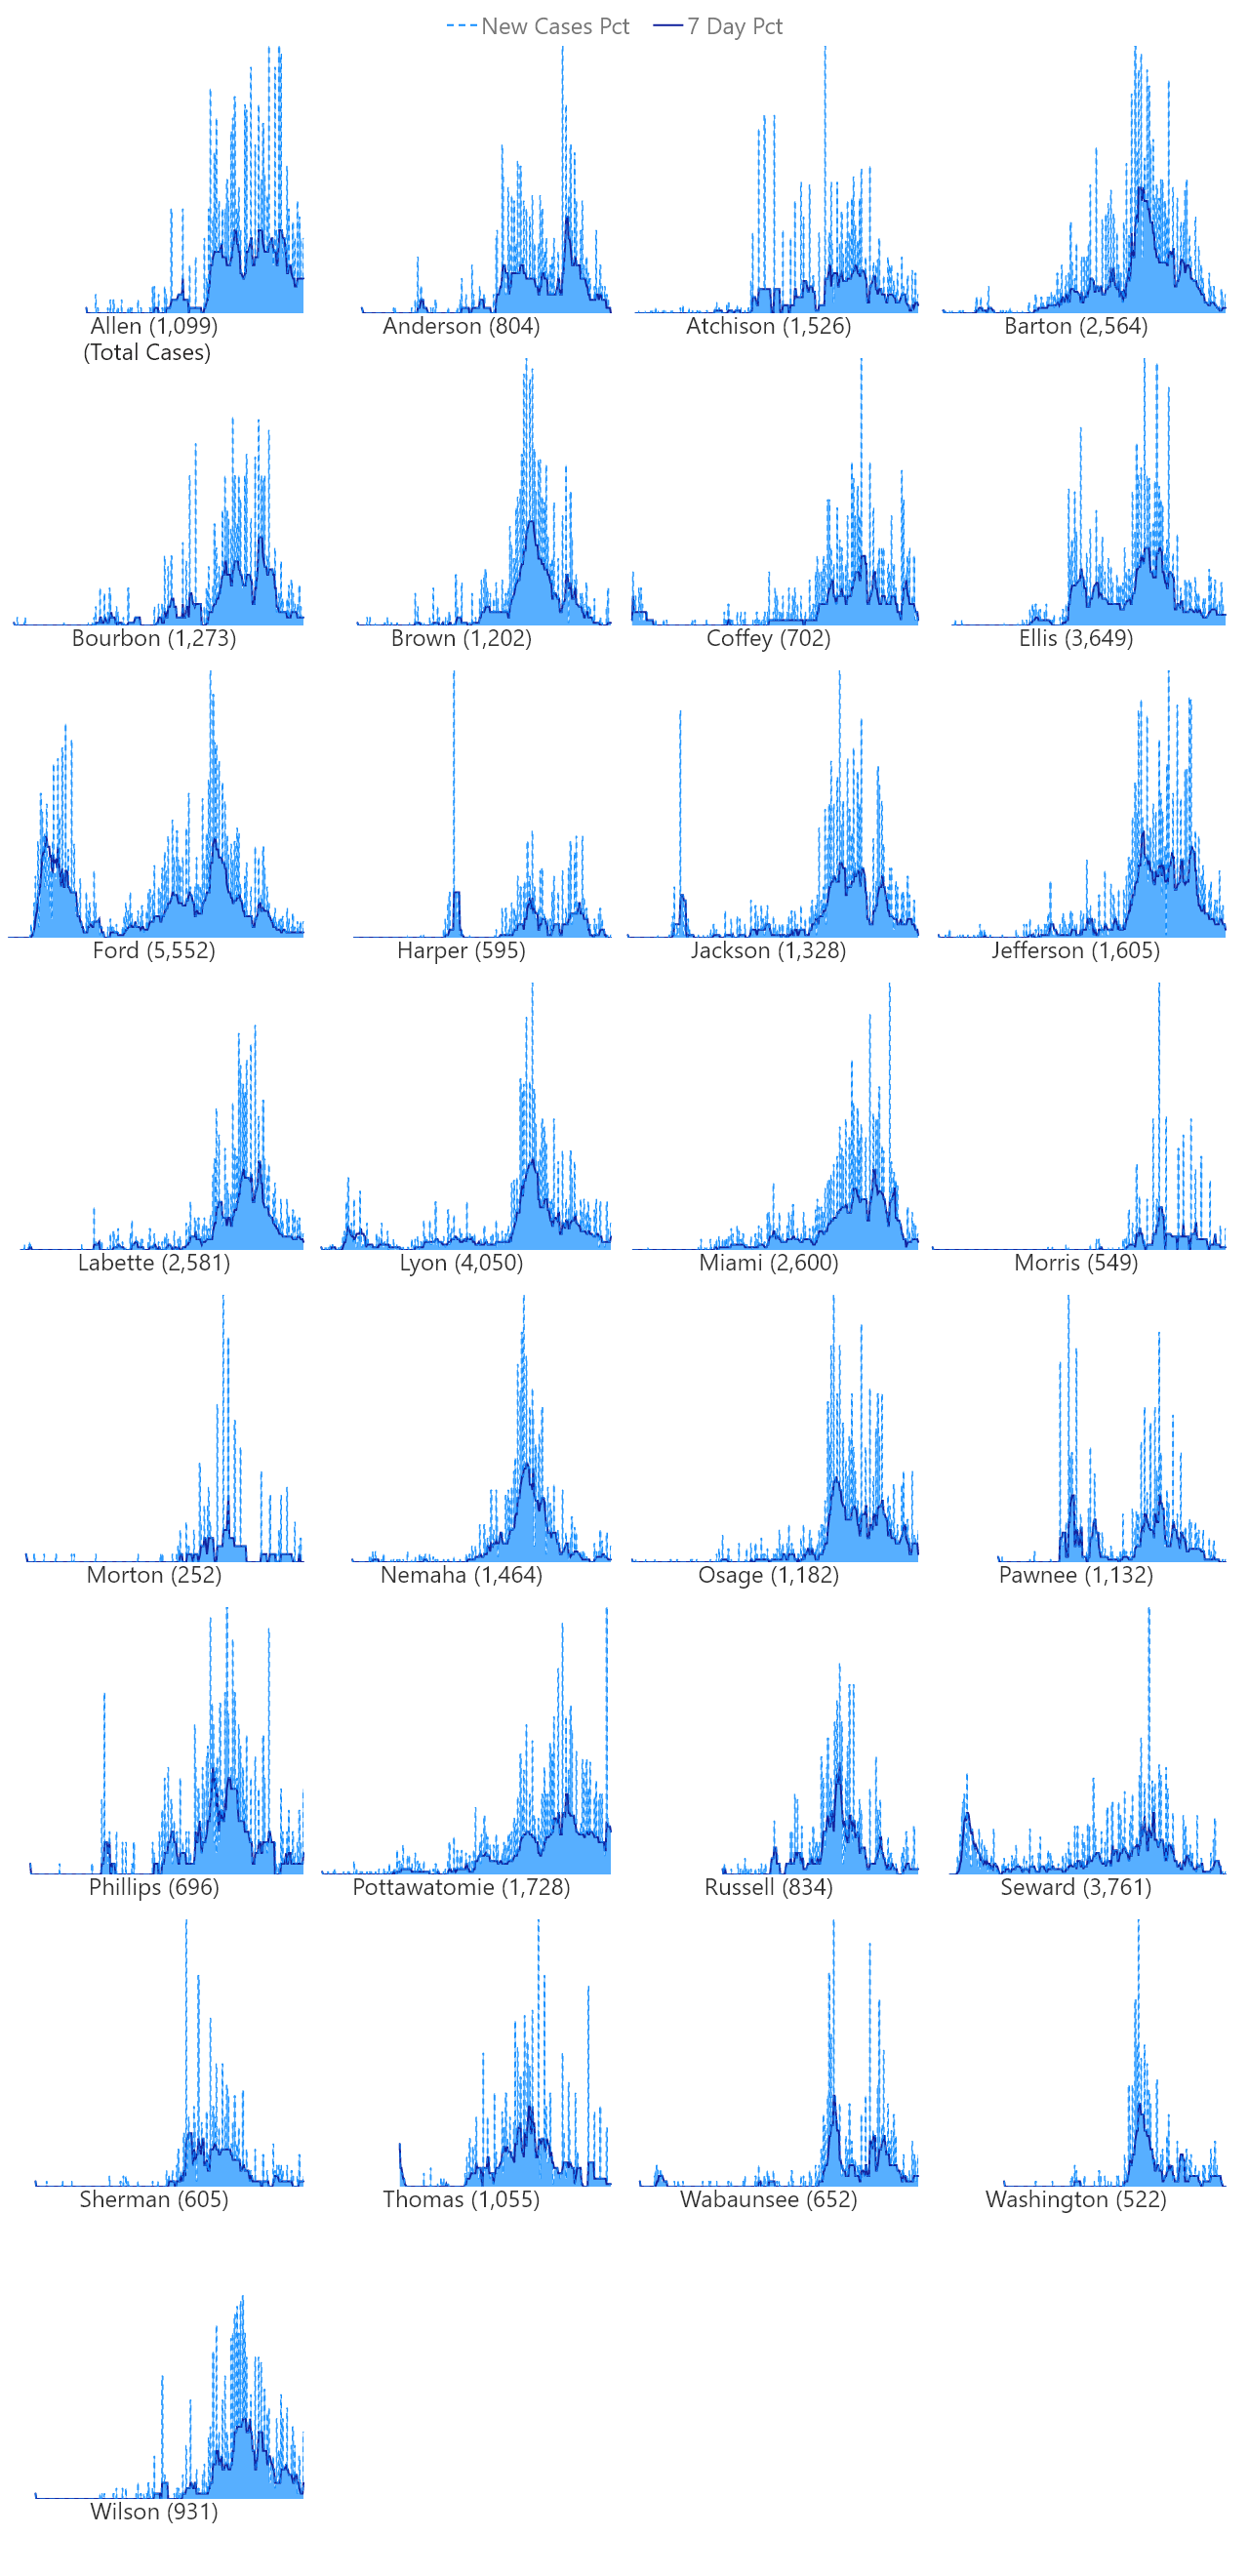 New Cases Pct 7 Day Pct
Allen (1,099) Anderson (804) Atchison (1,526) Barton (2,564)
(Total Cases)
Bourbon (1,273) Brown (1,202) Coffey (702) Ellis (3,649)
Ford (5,552) Harper (595) Jackson (1,328) Jefferson (1,605)
Labette (2,581) Lyon (4,050) Miami (2,600) Morris (549)
Morton (252) Nemaha (1,464) Osage (1,182) Pawnee (1,132)
Phillips (696) Pottawatomie (1,728) Russell (834) Seward (3,761)
Sherman (605) Thomas (1,055) Wabaunsee (652) Washington (522)
Wilson (931)